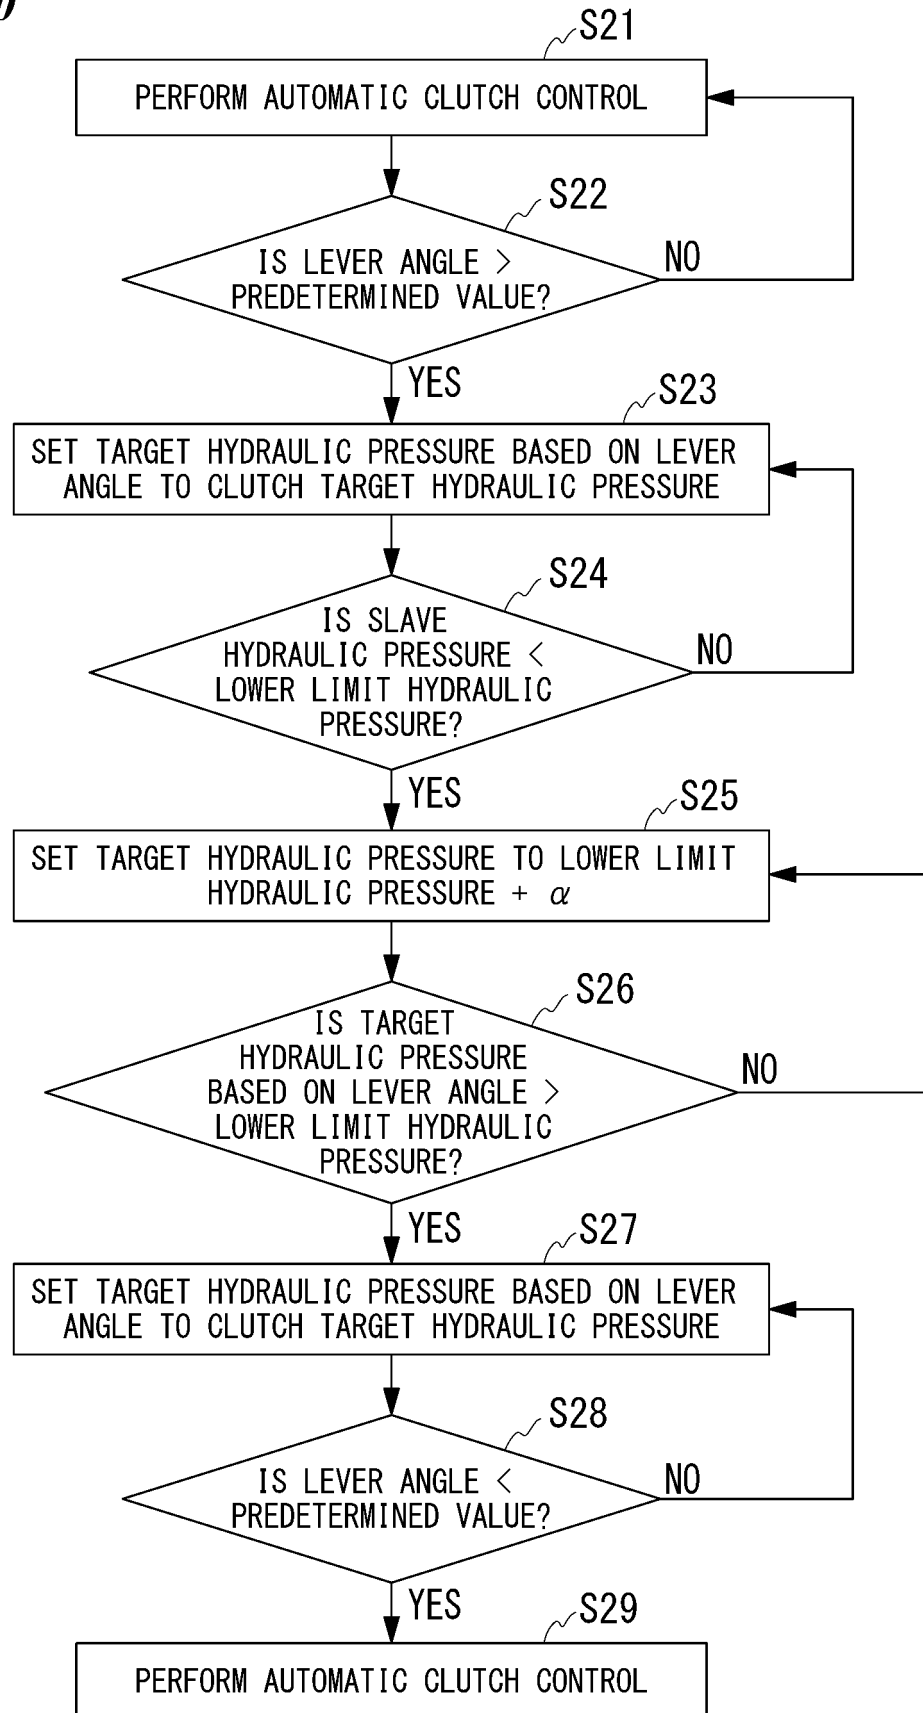 S21
PERFORM AUTOMATIC CLUTCH CONTROL
S22
IS LEVER ANGLE >
PREDETERMINED VALUE?
NO
YES
S23
SET TARGET HYDRAULIC PRESSURE BASED ON LEVER
ANGLE TO CLUTCH TARGET HYDRAULIC PRESSURE
S24
IS SLAVE
HYDRAULIC PRESSURE <
LOWER LIMIT HYDRAULIC
PRESSURE?
NO
YES
S25
SET TARGET HYDRAULIC PRESSURE TO LOWER LIMIT
HYDRAULIC PRESSURE + α
S26
IS TARGET
HYDRAULIC PRESSURE
BASED ON LEVER ANGLE >
LOWER LIMIT HYDRAULIC
PRESSURE?
NO
YES
S27
SET TARGET HYDRAULIC PRESSURE BASED ON LEVER
ANGLE TO CLUTCH TARGET HYDRAULIC PRESSURE
S28
IS LEVER ANGLE <
PREDETERMINED VALUE?
NO
YES
S29
PERFORM AUTOMATIC CLUTCH CONTROL